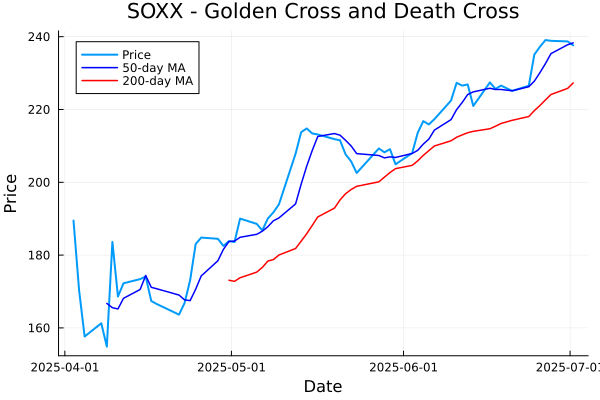 SOXX - Golden Cross and Death Cross
240
220
200
180
160
Price
Price
50-day MA
200-day MA
2025-04-01
2025-05-01
2025-06-01
2025-07-01
Date